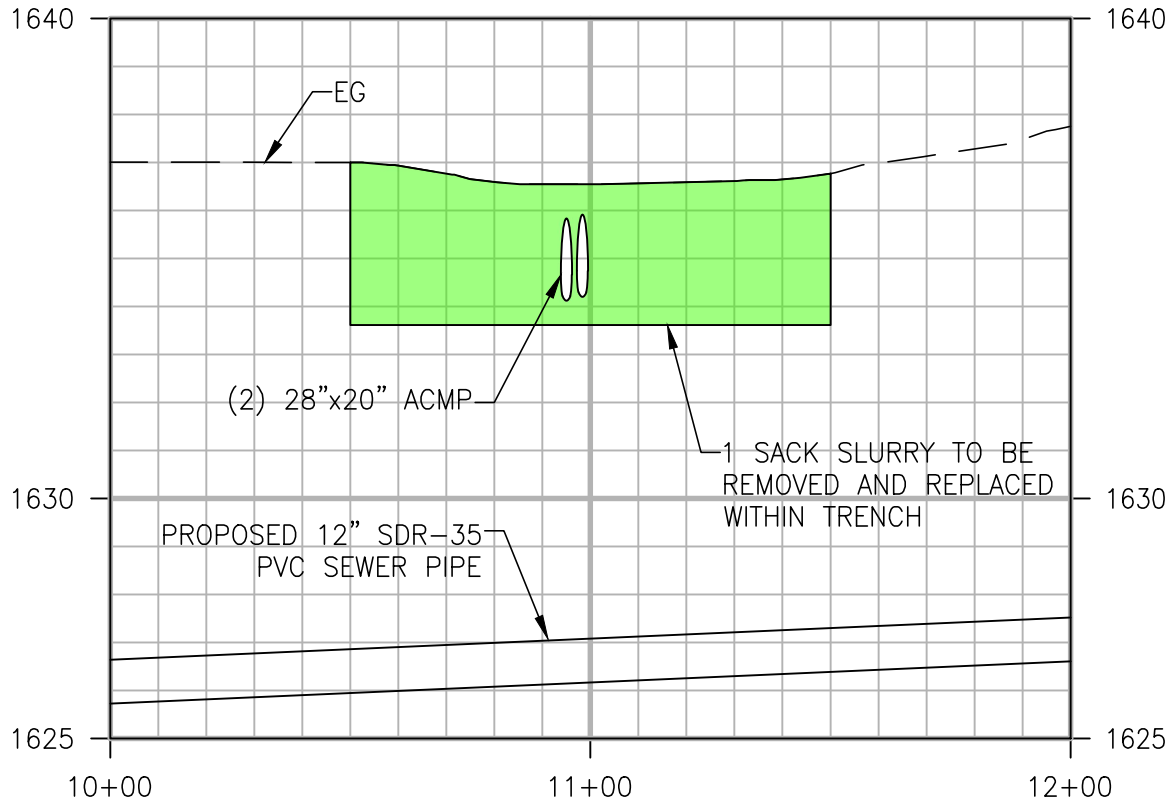 1640 1640
EG
(2) 28”x20” ACMP
1 SACK SLURRY TO BE
REMOVED AND REPLACED
WITHIN TRENCH
1630 1630
PROPOSED 12” SDR-35
PVC SEWER PIPE
1625 1625
10+00 11+00 12+00